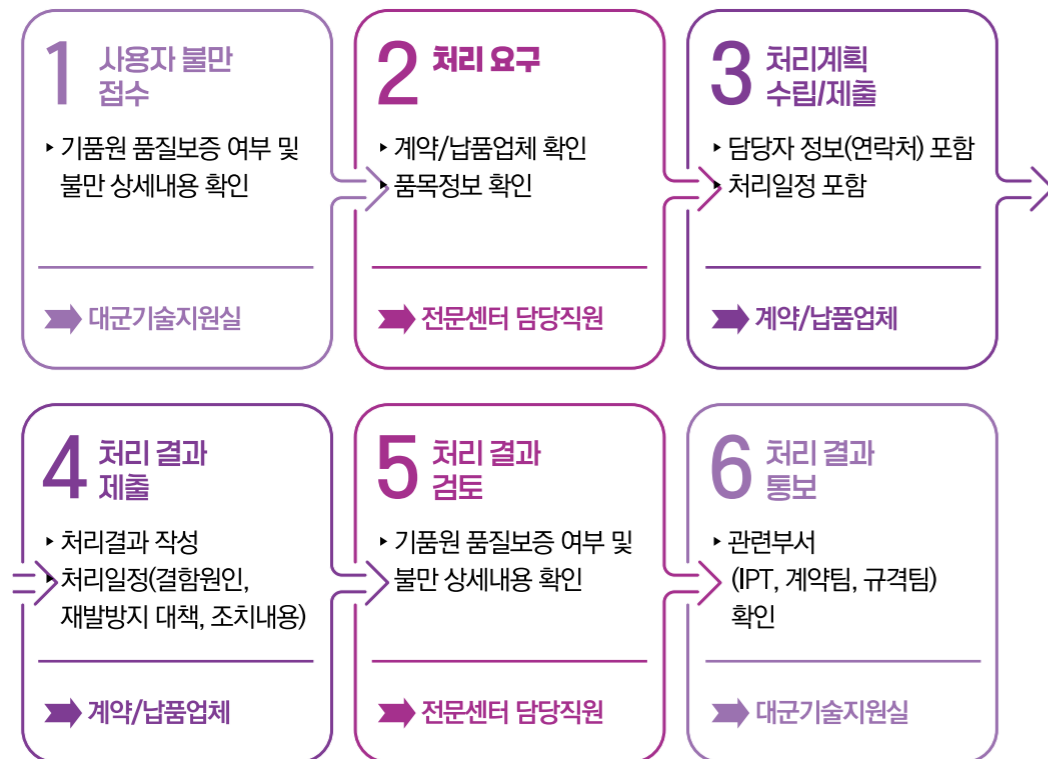 1 사용자 불만
접수
‣ 기품원 품질보증 여부 및
불만 상세내용 확인
➡ 대군기술지원실
2 처리 요구
‣ 계약/납품업체 확인
‣ 품목정보 확인
➡ 전문센터 담당직원
3 처리계획
수립/제출
‣ 담당자 정보(연락처) 포함
‣ 처리일정 포함
➡ 계약/납품업체
4 처리 결과
제출
‣ 처리결과 작성
‣ 처리일정(결함원인,
재발방지 대책, 조치내용)
➡ 계약/납품업체
5 처리 결과
검토
‣ 기품원 품질보증 여부 및
불만 상세내용 확인
➡ 전문센터 담당직원
6 처리 결과
통보
‣ 관련부서
(IPT, 계약팀, 규격팀)
확인
➡ 대군기술지원실